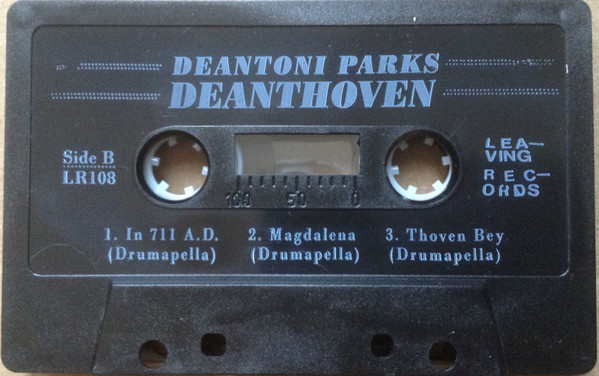 DEANTONI PARKS
DEANTHOVEN
Side B
LR108
100 50 0
LEA-
VING
REC-
ORDS
1. In 711 A.D.
(Drumapella)
2. Magdalena
(Drumapella)
3. Thoven Bey
(Drumapella)